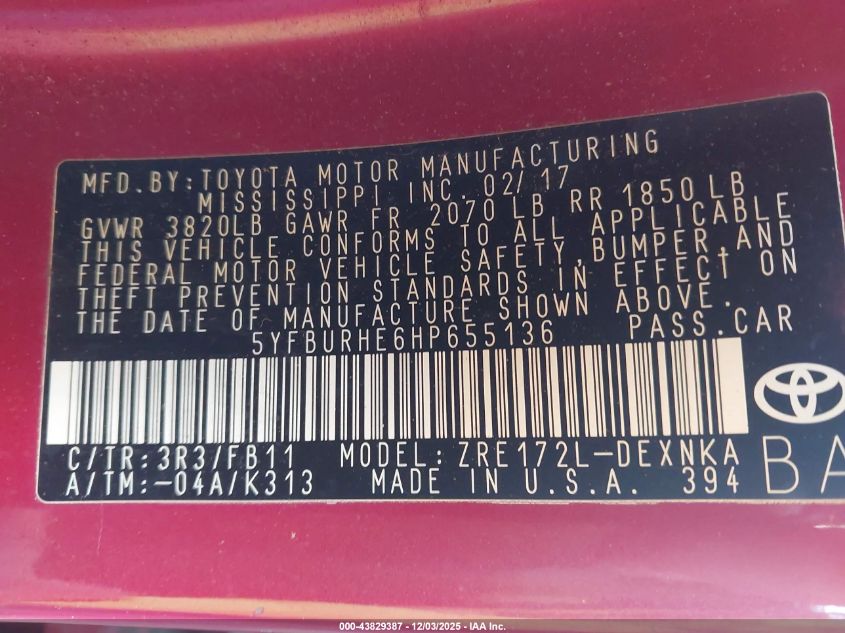 MFD. BY: TOYOTA MOTOR MANUFACTURING
MISSISSIPPI INC. 02/17
GVWR 3820LB GAWR FR 2070 LB RR 1850 LB
THIS VEHICLE CONFORMS TO ALL APPLICABLE
FEDERAL MOTOR VEHICLE SAFETY, BUMPER, AND
THEFT PREVENTION STANDARDS IN EFFECT ON
THE DATE OF MANUFACTURE SHOWN ABOVE.
5YFBURHE6HP655136 PASS. CAR
C/TR: 3R3/FB11 MODEL: ZRE172L-DEXNKA
A/TM: -04A/K313 MADE IN U.S.A. 394 BA
000-43829387 - 12/03/2025 - IAA Inc.